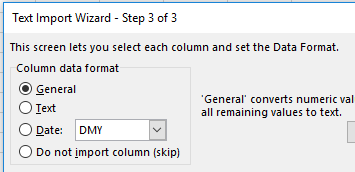 Text Import Wizard - Step 3 of 3
This screen lets you select each column and set the Data Format.
Column data format
General
Text
Date: DMY
Do not import column (skip)
'General' converts numeric val
all remaining values to text.